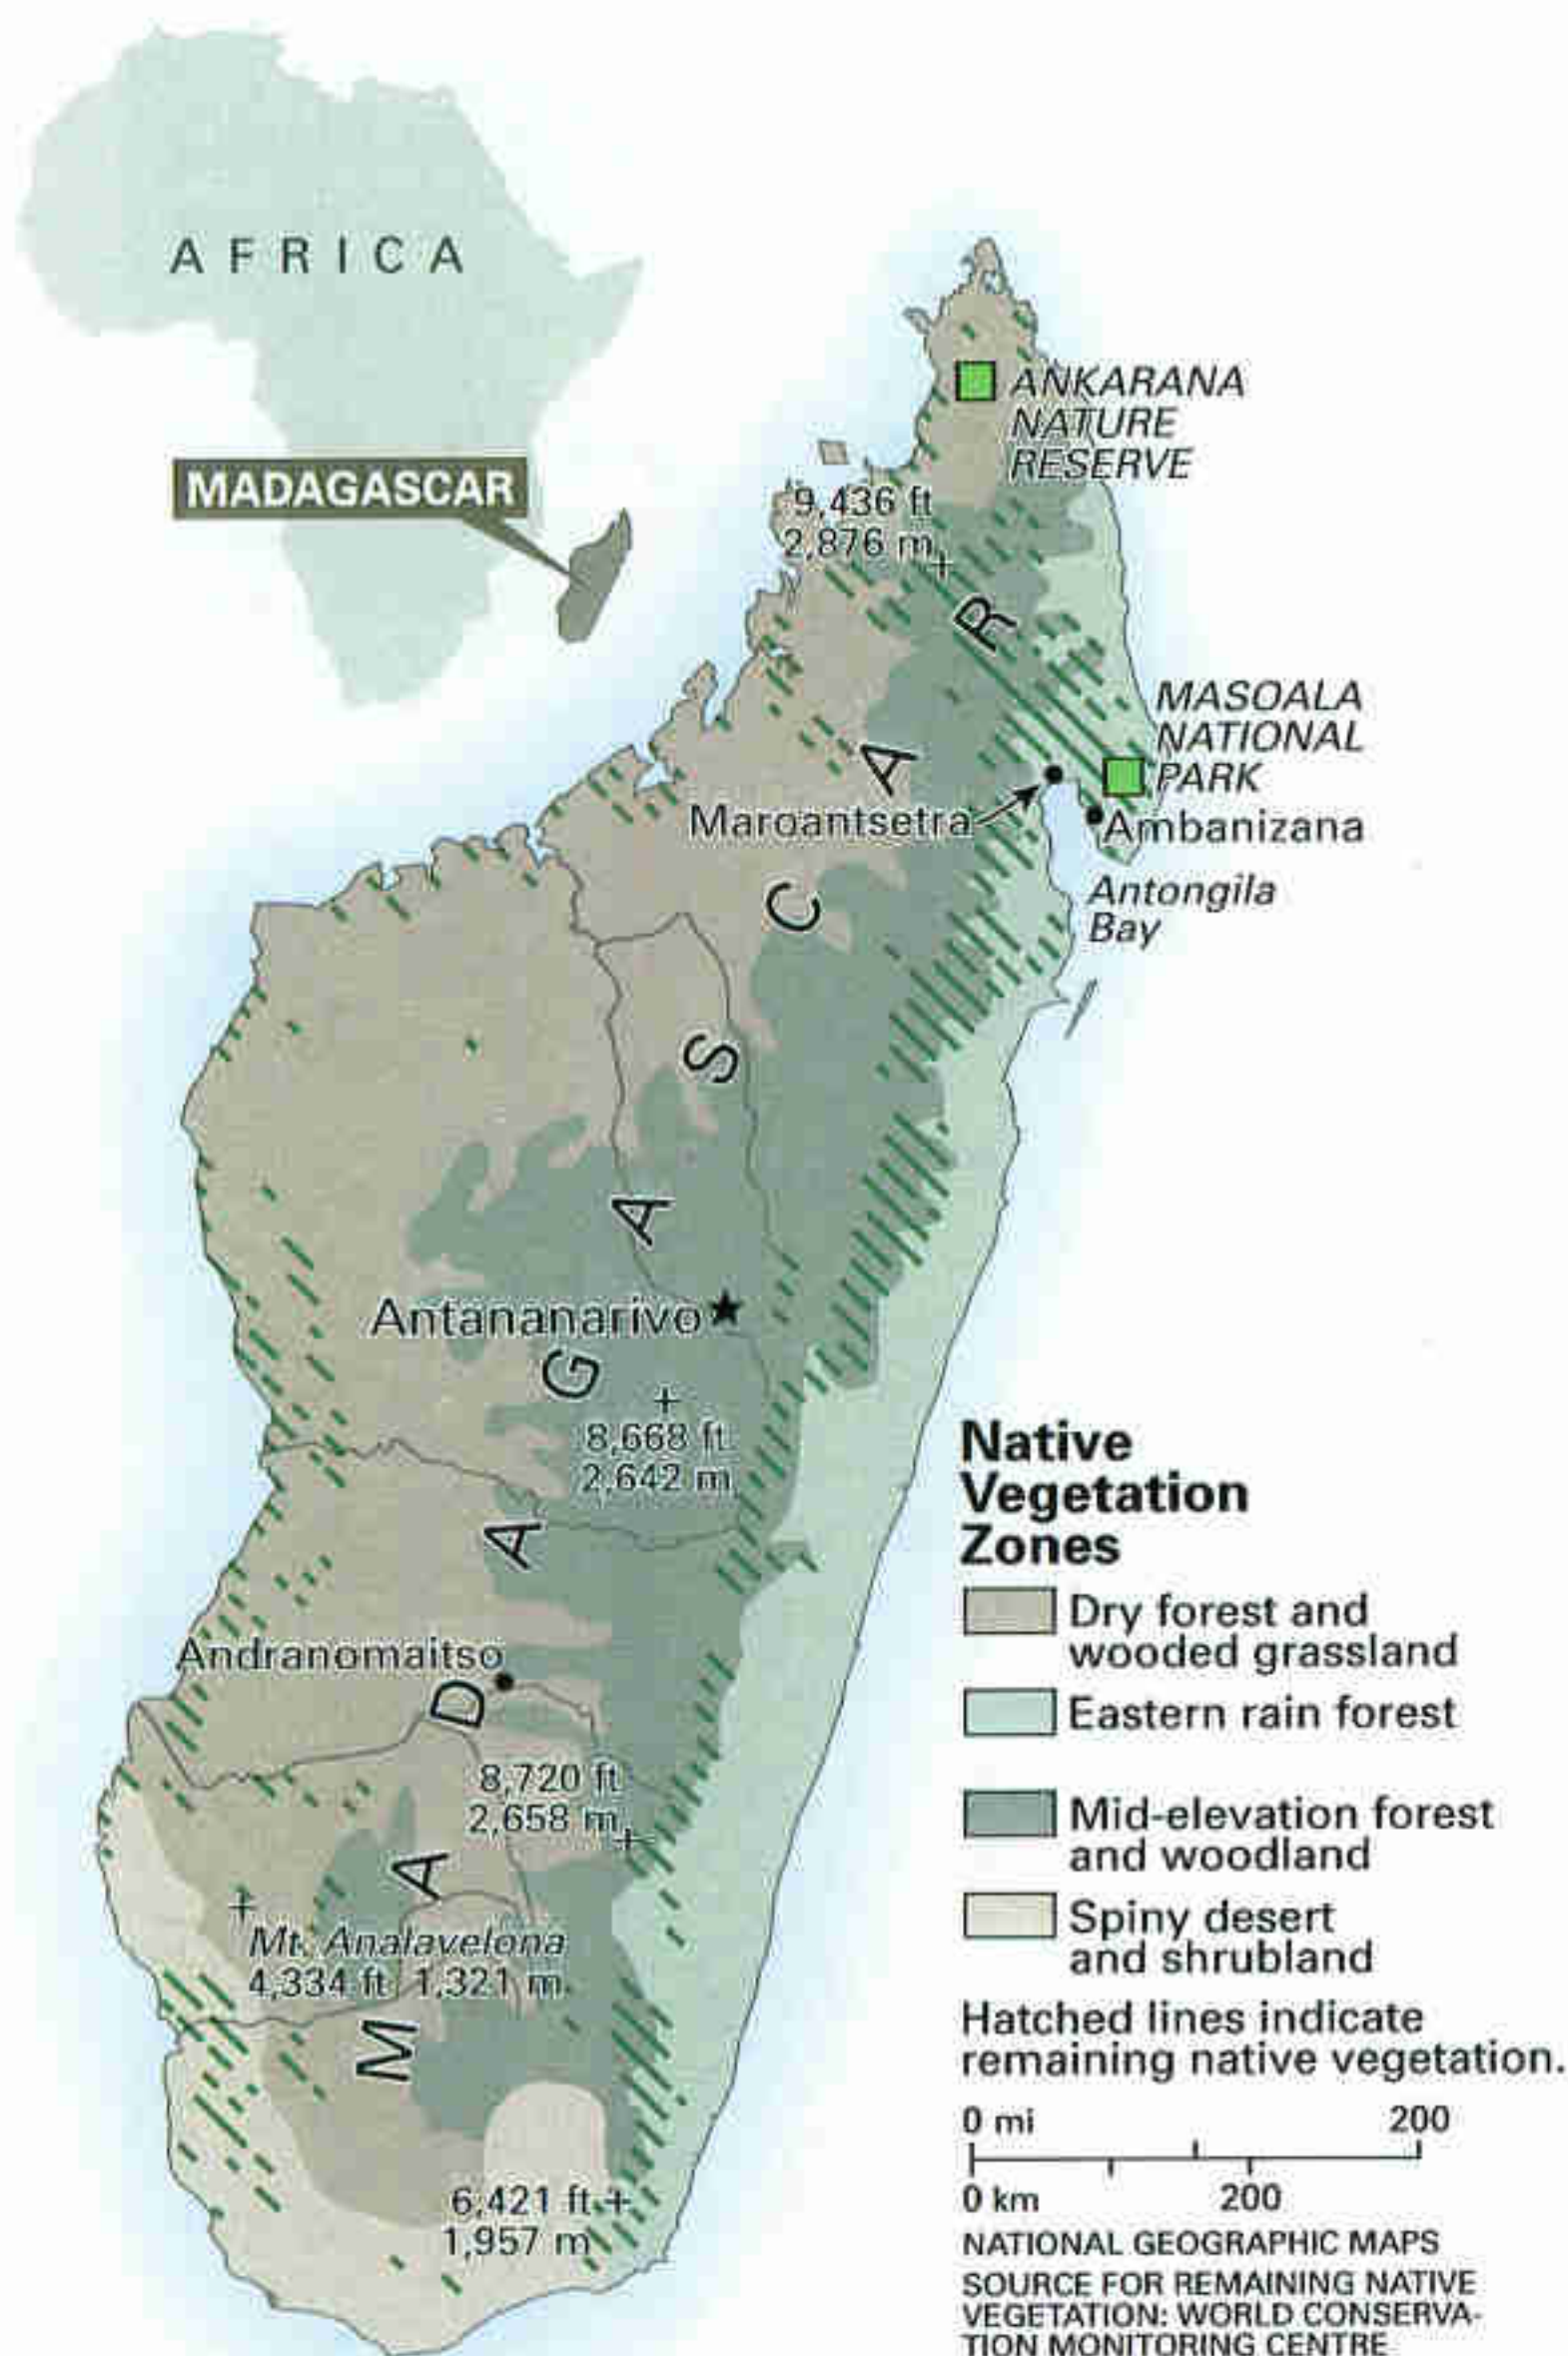 AFRICA
MADAGASCAR
ANKARANA
NATURE
RESERVE
9,436 ft
2,876 m
MASOALA
NATIONAL
PARK
Maroantsetra
Ambanizana
Antongila
Bay
MADAGASCAR
Antananarivo
8,668 ft
2,642 m
Andranomaitso
8,720 ft
2,658 m
Mt. Analavelona
4,334 ft 1,321 m
6,421 ft
1,957 m
Native
Vegetation
Zones
Dry forest and
wooded grassland
Eastern rain forest
Mid-elevation forest
and woodland
Spiny desert
and shrubland
Hatched lines indicate
remaining native vegetation.
0 mi 200
0 km 200
NATIONAL GEOGRAPHIC MAPS
SOURCE FOR REMAINING NATIVE
VEGETATION: WORLD CONSERVA-
TION MONITORING CENTRE